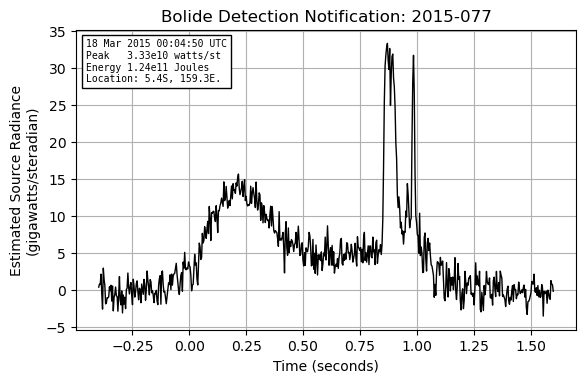 Bolide Detection Notification: 2015-077
18 Mar 2015 00:04:50 UTC
Peak   3.33e10 watts/st
Energy 1.24e11 Joules
Location: 5.4S, 159.3E.
Estimated Source Radiance
(gigawatts/steradian)
35
30
25
20
15
10
5
0
−5
−0.25 0.00 0.25 0.50 0.75 1.00 1.25 1.50
Time (seconds)